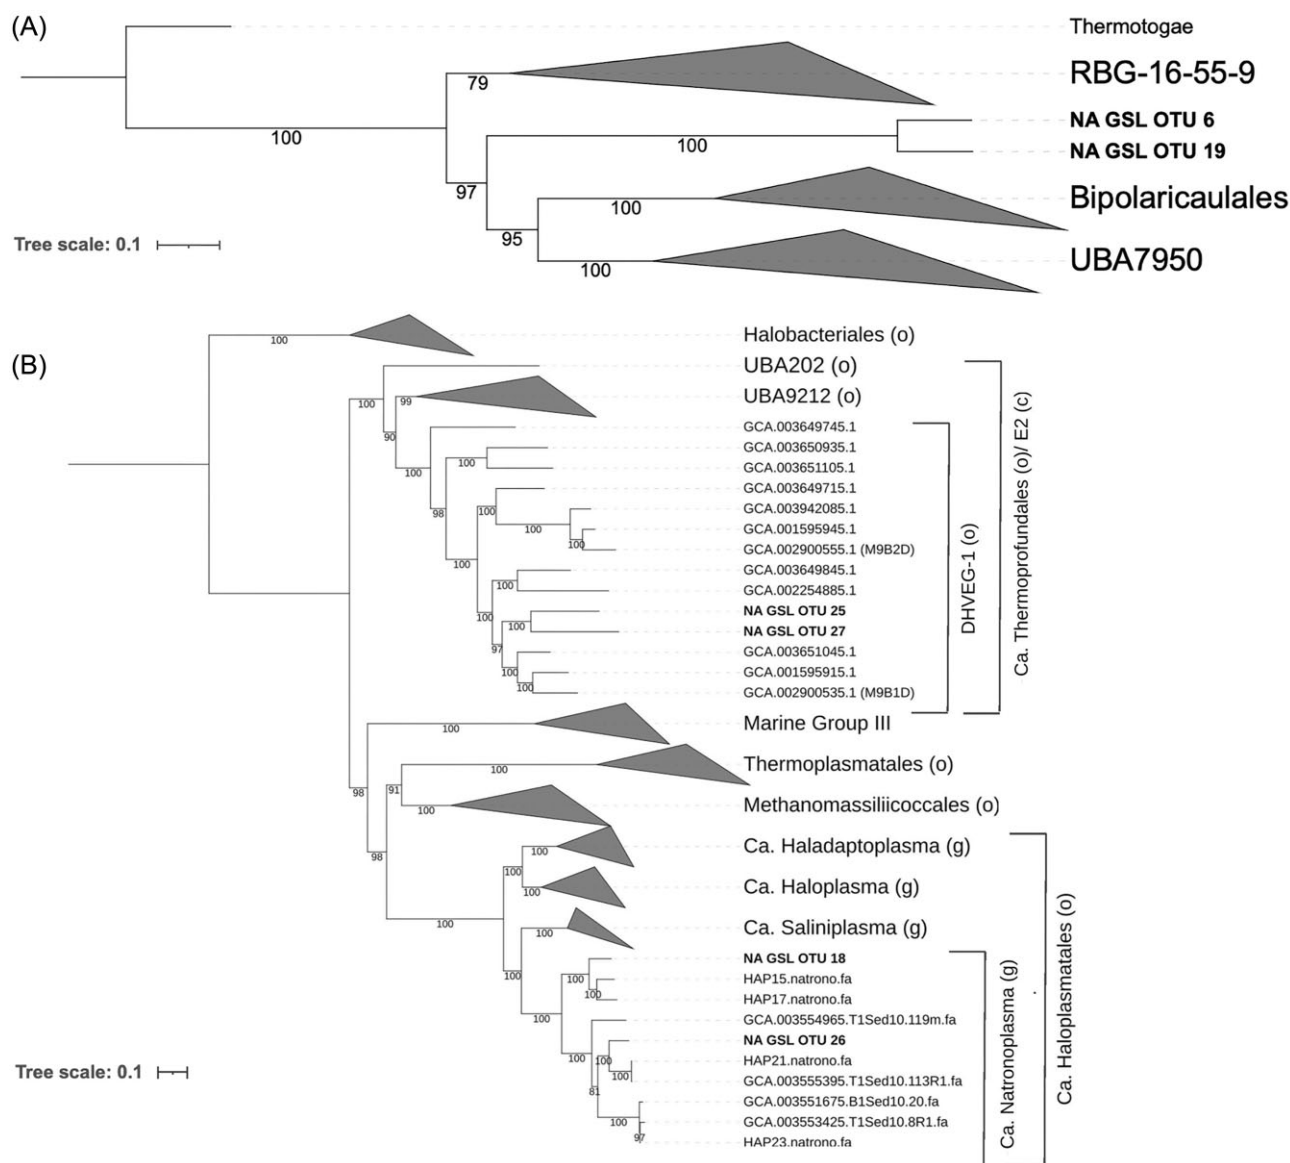 (A)
Thermotogae
RBG-16-55-9
79
NA GSL OTU 6
100
100
NA GSL OTU 19
97
Bipolaricaulales
100
95
UBA7950
100
Tree scale: 0.1
(B)
Halobacteriales (o)
100
UBA202 (o)
100
UBA9212 (o)
99
90
GCA.003649745.1
100
GCA.003650935.1
100
GCA.003651105.1
98
GCA.003649715.1
100
GCA.003942085.1
100
GCA.001595945.1
100
GCA.002900555.1 (M9B2D)
100
GCA.003649845.1
100
GCA.002254885.1
100
NA GSL OTU 25
100
NA GSL OTU 27
97
GCA.003651045.1
100
GCA.001595915.1
100
GCA.002900535.1 (M9B1D)
DHVEG-1 (o)
Ca. Thermoprofundales (o)/ E2 (c)
Marine Group III
100
Thermoplasmatales (o)
100
98
91
Methanomassiliicoccales (o)
100
98
Ca. Haladaptoplasma (g)
100
100
Ca. Haloplasma (g)
100
100
Ca. Saliniplasma (g)
100
100
NA GSL OTU 18
100
HAP15.natrono.fa
100
HAP17.natrono.fa
100
GCA.003554965.T1Sed10.119m.fa
100
NA GSL OTU 26
100
HAP21.natrono.fa
100
GCA.003555395.T1Sed10.113R1.fa
81
GCA.003551675.B1Sed10.20.fa
100
GCA.003553425.T1Sed10.8R1.fa
97
HAP23.natrono.fa
Ca. Natronoplasma (g)
Ca. Haloplasmatales (o)
Tree scale: 0.1